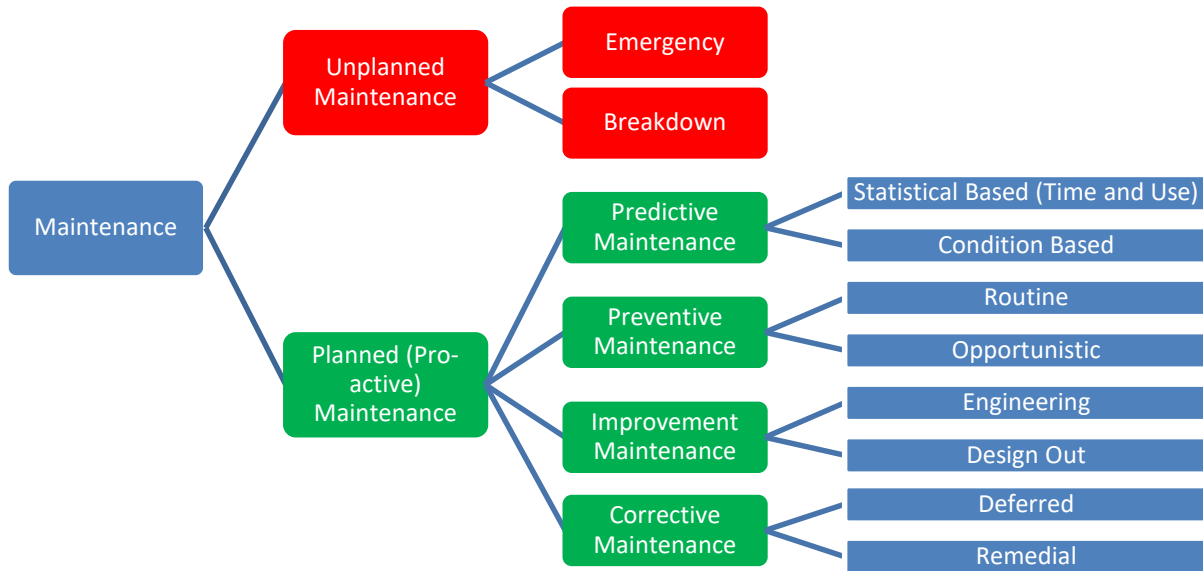 Maintenance
Unplanned
Maintenance
Emergency
Breakdown
Planned (Pro-
active)
Maintenance
Predictive
Maintenance
Statistical Based (Time and Use)
Condition Based
Preventive
Maintenance
Routine
Opportunistic
Improvement
Maintenance
Engineering
Design Out
Corrective
Maintenance
Deferred
Remedial